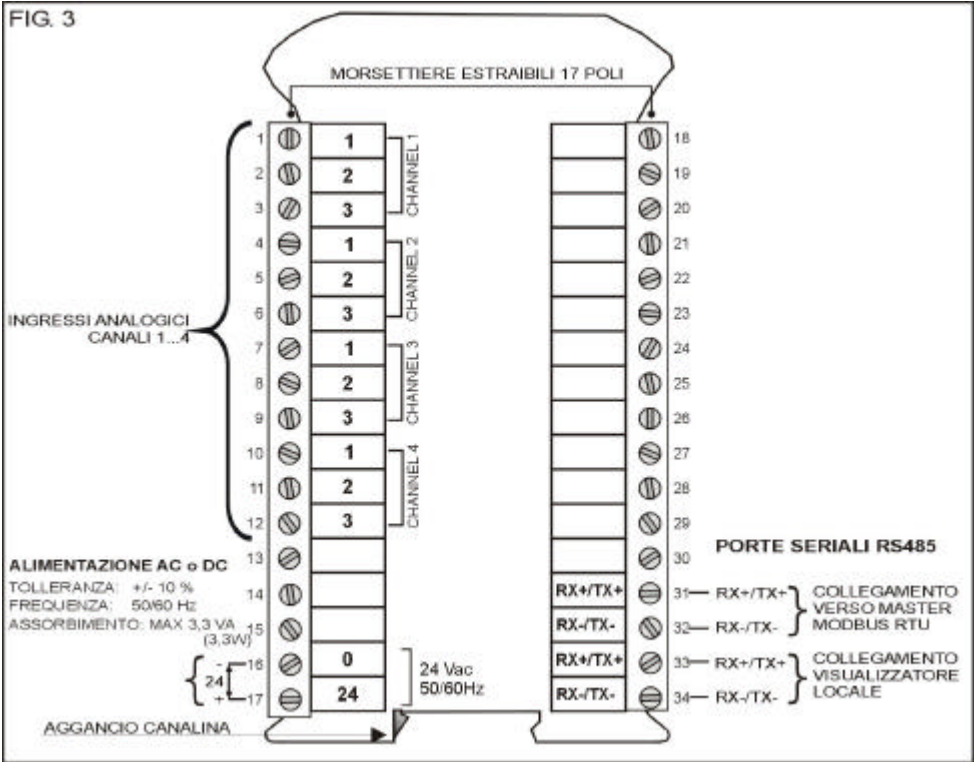 FIG. 3
MORSETTIERE ESTRAIBILI 17 POLI
1 1
2 2
3 3
CHANNEL 1
4 1
5 2
6 3
CHANNEL 2
7 1
8 2
9 3
CHANNEL 3
10 1
11 2
12 3
CHANNEL 4
13
14
15
16 0
17 24
INGRESSI ANALOGICI
CANALI 1...4
ALIMENTAZIONE AC o DC
TOLLERANZA: +/- 10 %
FREQUENZA: 50/60 Hz
ASSORBIMENTO: MAX 3,3 VA
(3,3W)
-
24
+
24 Vac
50/60Hz
AGGANCIO CANALINA
18
19
20
21
22
23
24
25
26
27
28
29
30
PORTE SERIALI RS485
RX+/TX+ 31 RX+/TX+
RX-/TX- 32 RX-/TX-
COLLEGAMENTO
VERSO MASTER
MODBUS RTU
RX+/TX+ 33 RX+/TX+
RX-/TX- 34 RX-/TX-
COLLEGAMENTO
VISUALIZZATORE
LOCALE